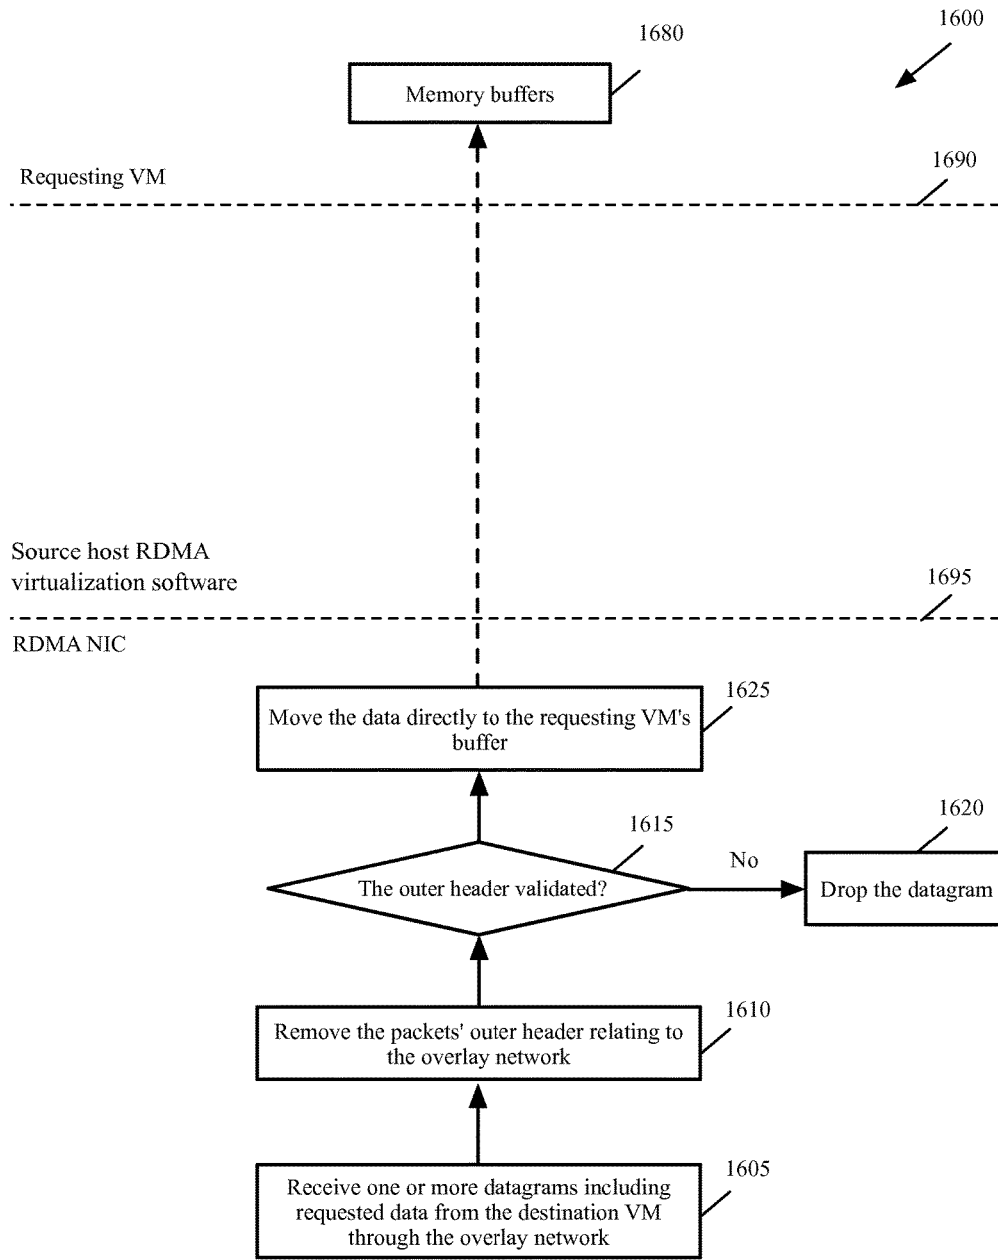 1600
1680
Memory buffers
1690
Requesting VM
Source host RDMA
virtualization software
1695
RDMA NIC
1625
Move the data directly to the requesting VM's
buffer
1615
1620
The outer header validated?
No
Drop the datagram
1610
Remove the packets' outer header relating to
the overlay network
1605
Receive one or more datagrams including
requested data from the destination VM
through the overlay network